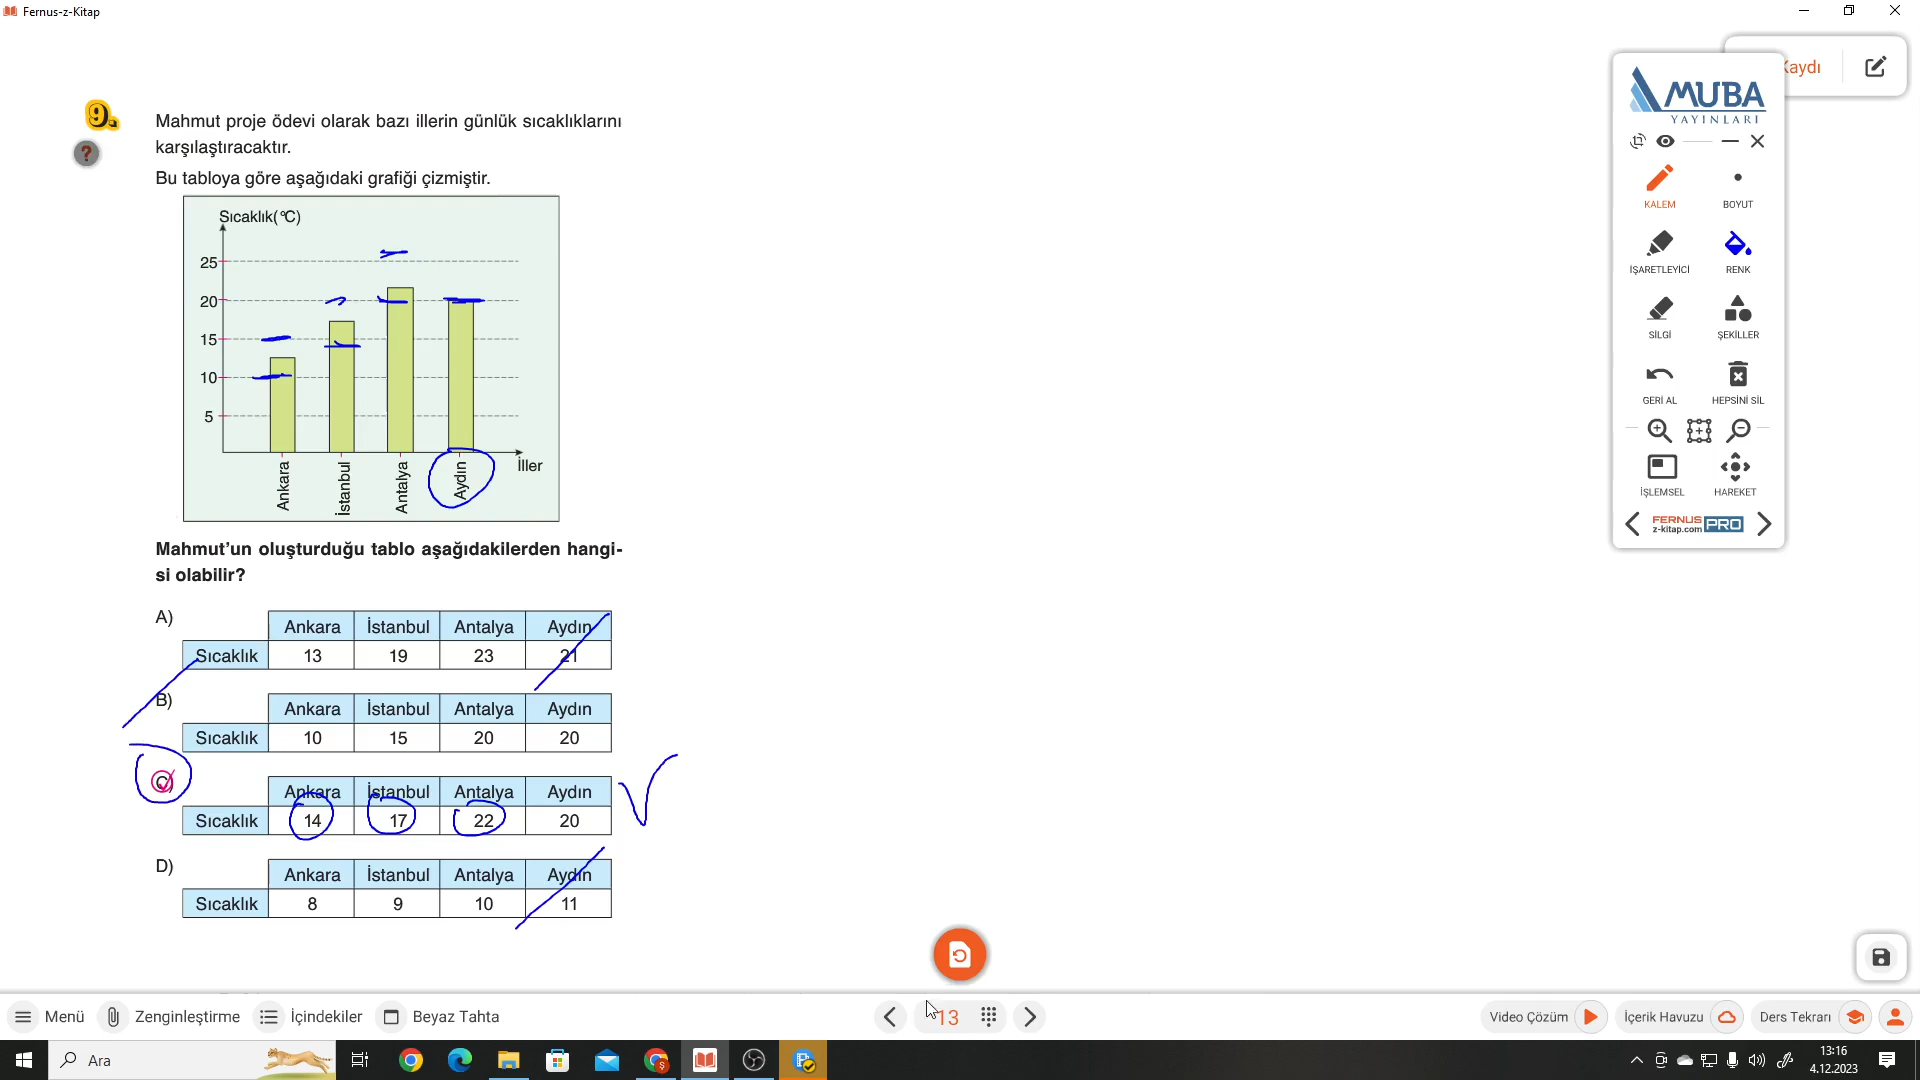 Fernus-z-Kitap
Kaydı
9.
?
Mahmut proje ödevi olarak bazı illerin günlük sıcaklıklarını
karşılaştıracaktır.
Bu tabloya göre aşağıdaki grafiği çizmiştir.
Sıcaklık(°C)
25
20
15
10
5
Ankara
İstanbul
Antalya
Aydın
İller
Mahmut'un oluşturduğu tablo aşağıdakilerden hangi-
si olabilir?
A)
Ankara İstanbul Antalya Aydın
Sıcaklık 13 19 23 21
B)
Ankara İstanbul Antalya Aydın
Sıcaklık 10 15 20 20
C)
Ankara İstanbul Antalya Aydın
Sıcaklık 14 17 22 20
D)
Ankara İstanbul Antalya Aydın
Sıcaklık 8 9 10 11
MUBA
YAYINLARI
KALEM BOYUT
İŞARETLEYİCİ RENK
SİLGİ ŞEKİLLER
GERİ AL HEPSİNİ SİL
İŞLEMSEL HAREKET
FERNUS PRO
z-kitap.com
Menü Zenginleştirme İçindekiler Beyaz Tahta 13 Video Çözüm İçerik Havuzu Ders Tekrarı
Ara
13:16
4.12.2023